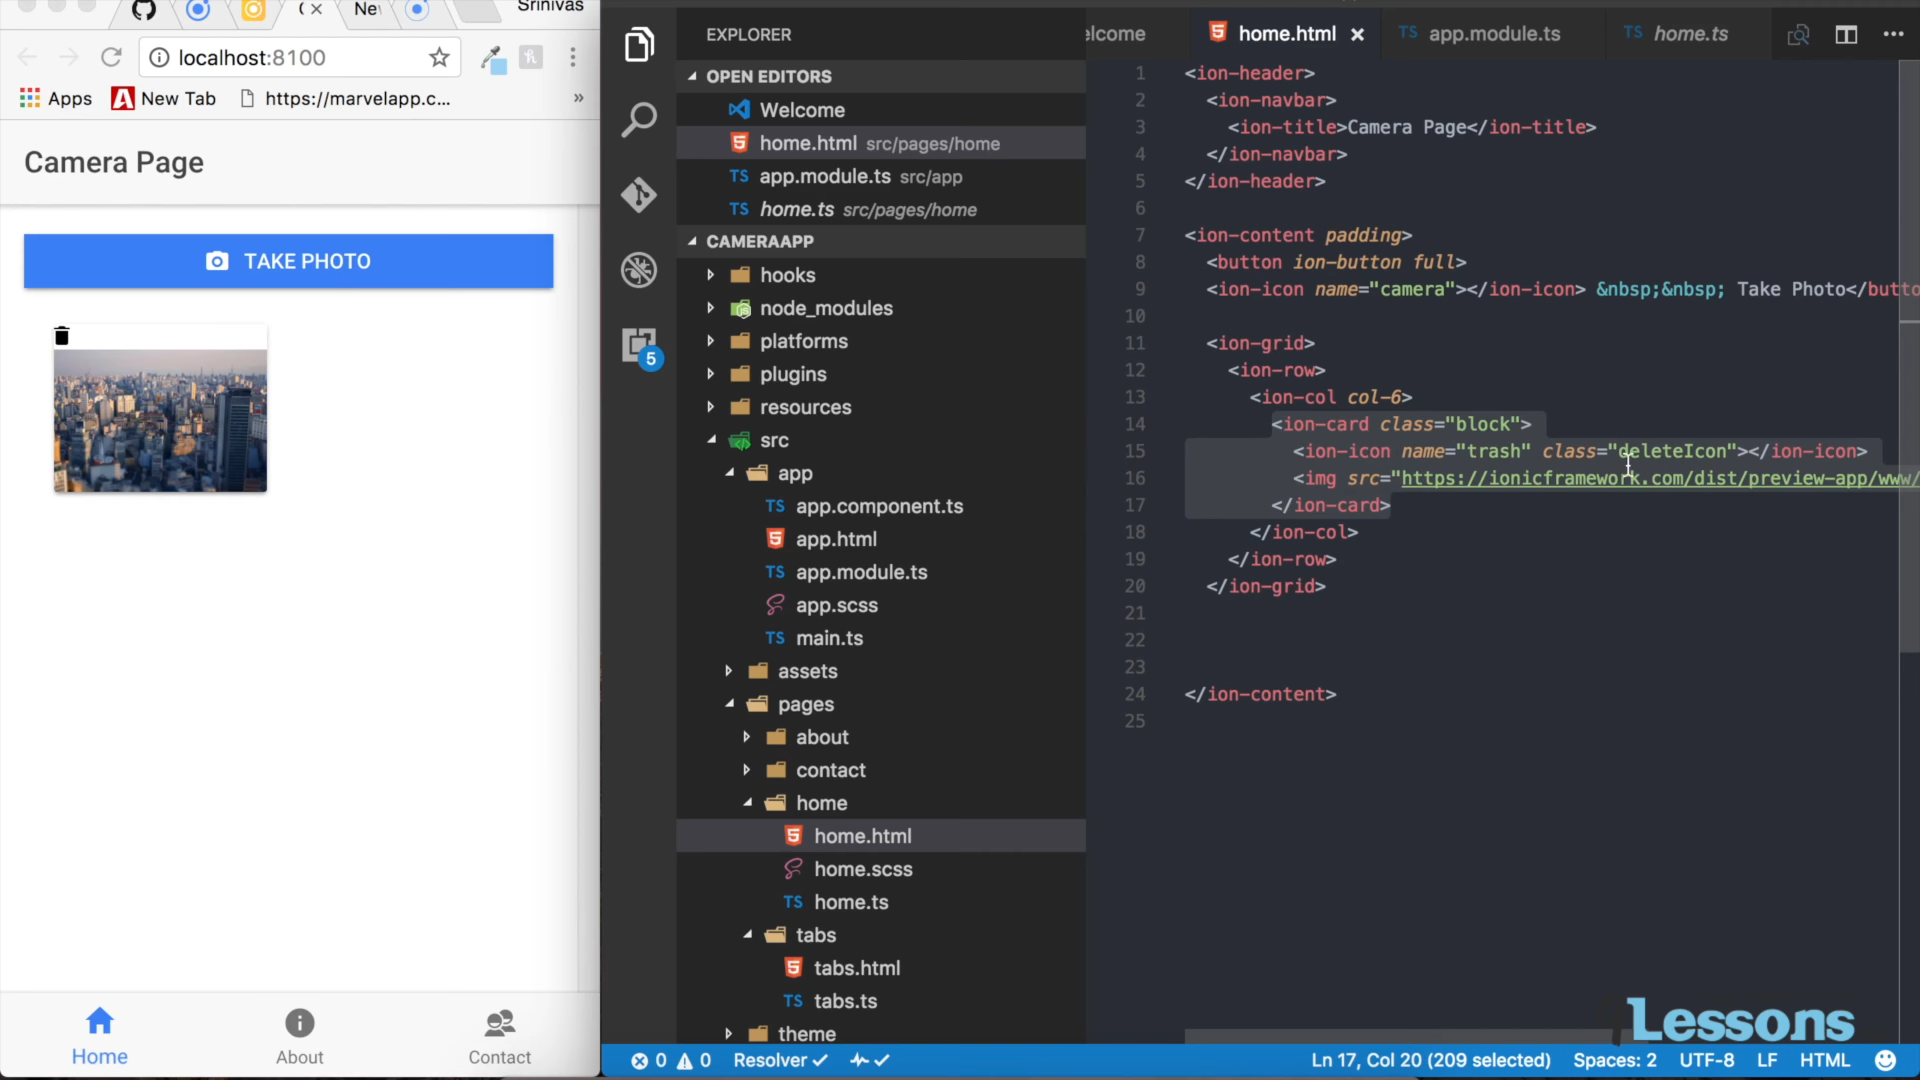 Srinivas
Ne
localhost:8100
Apps
New Tab
https://marvelapp.c...
»
Camera Page
TAKE PHOTO
Home
About
Contact
EXPLORER
OPEN EDITORS
Welcome
home.html src/pages/home
app.module.ts src/app
home.ts src/pages/home
CAMERAAPP
hooks
node_modules
platforms
plugins
resources
src
app
app.component.ts
app.html
app.module.ts
app.scss
main.ts
assets
pages
about
contact
home
home.html
home.scss
home.ts
tabs
tabs.html
tabs.ts
theme
5
elcome
home.html
TS app.module.ts
TS home.ts
1 <ion-header>
2 <ion-navbar>
3 <ion-title>Camera Page</ion-title>
4 </ion-navbar>
5 </ion-header>
6
7 <ion-content padding>
8 <button ion-button full>
9 <ion-icon name="camera"></ion-icon> &nbsp;&nbsp; Take Photo</butto
10
11 <ion-grid>
12 <ion-row>
13 <ion-col col-6>
14 <ion-card class="block">
15 <ion-icon name="trash" class="deleteIcon"></ion-icon>
16 <img src="https://ionicframework.com/dist/preview-app/www/
17 </ion-card>
18 </ion-col>
19 </ion-row>
20 </ion-grid>
21
22
23
24 </ion-content>
25
Lessons
0 0 Resolver
Ln 17, Col 20 (209 selected) Spaces: 2 UTF-8 LF HTML